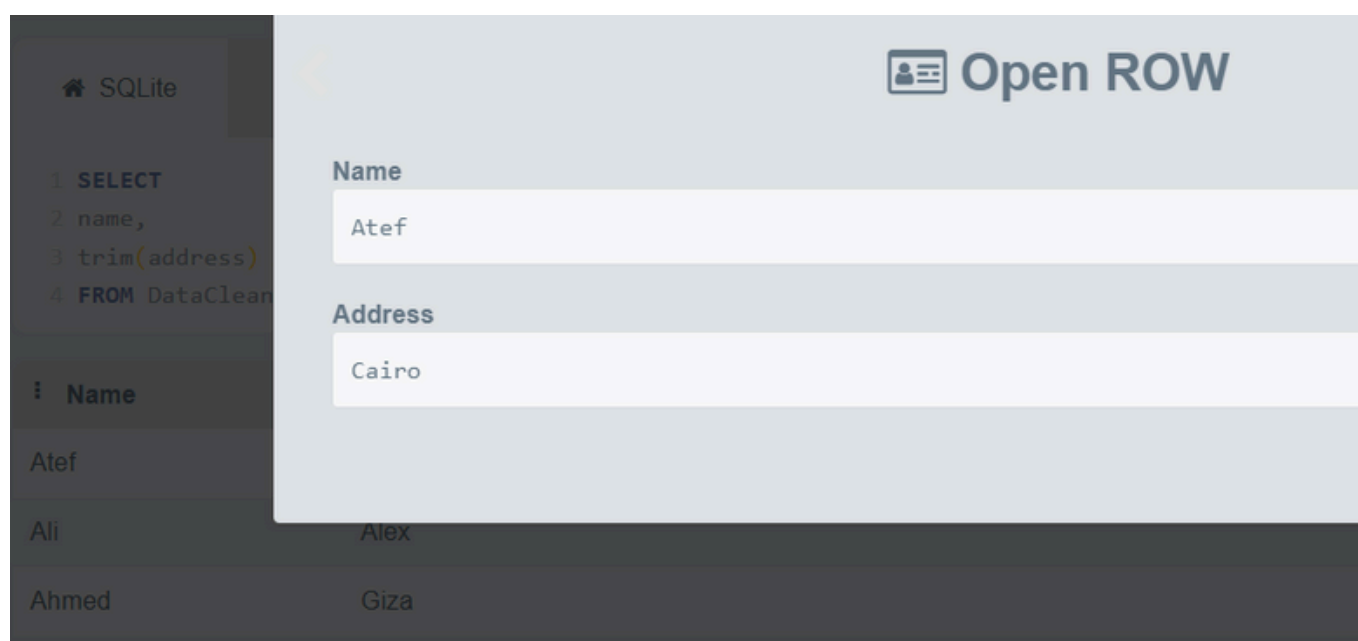 SQLite
1 SELECT
2 name,
3 trim(address)
4 FROM DataClean
Name
Atef
Ali Alex
Ahmed Giza
Open ROW
Name
Atef
Address
Cairo